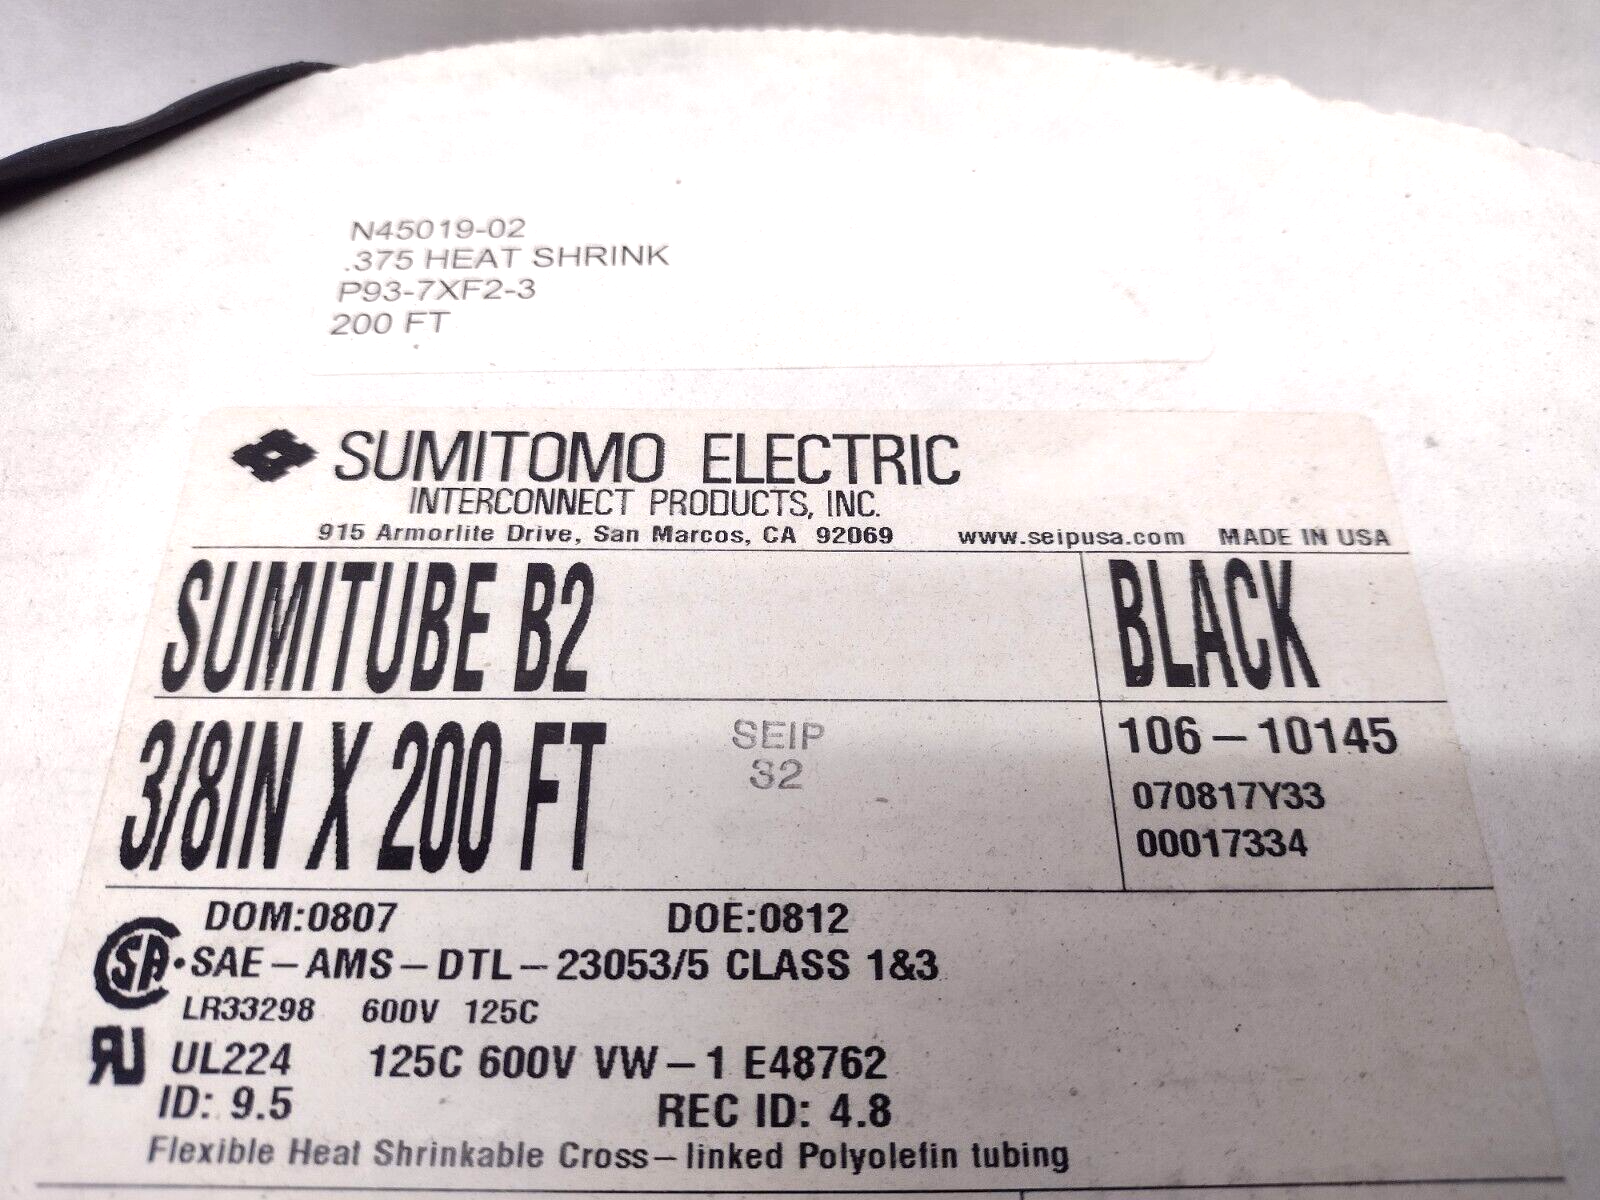 N45019-02
.375 HEAT SHRINK
P93-7XF2-3
200 FT
SUMITOMO ELECTRIC
INTERCONNECT PRODUCTS, INC.
915 Armorlite Drive, San Marcos, CA 92069 www.seipusa.com MADE IN USA
SUMITUBE B2 BLACK
3/8IN X 200 FT
SEIP
32
106-10145
070817Y33
00017334
DOM:0807 DOE:0812
SA SAE-AMS-DTL-23053/5 CLASS 1&3
LR33298 600V 125C
RU UL224 125C 600V VW-1 E48762
ID: 9.5 REC ID: 4.8
Flexible Heat Shrinkable Cross-linked Polyolefin tubing